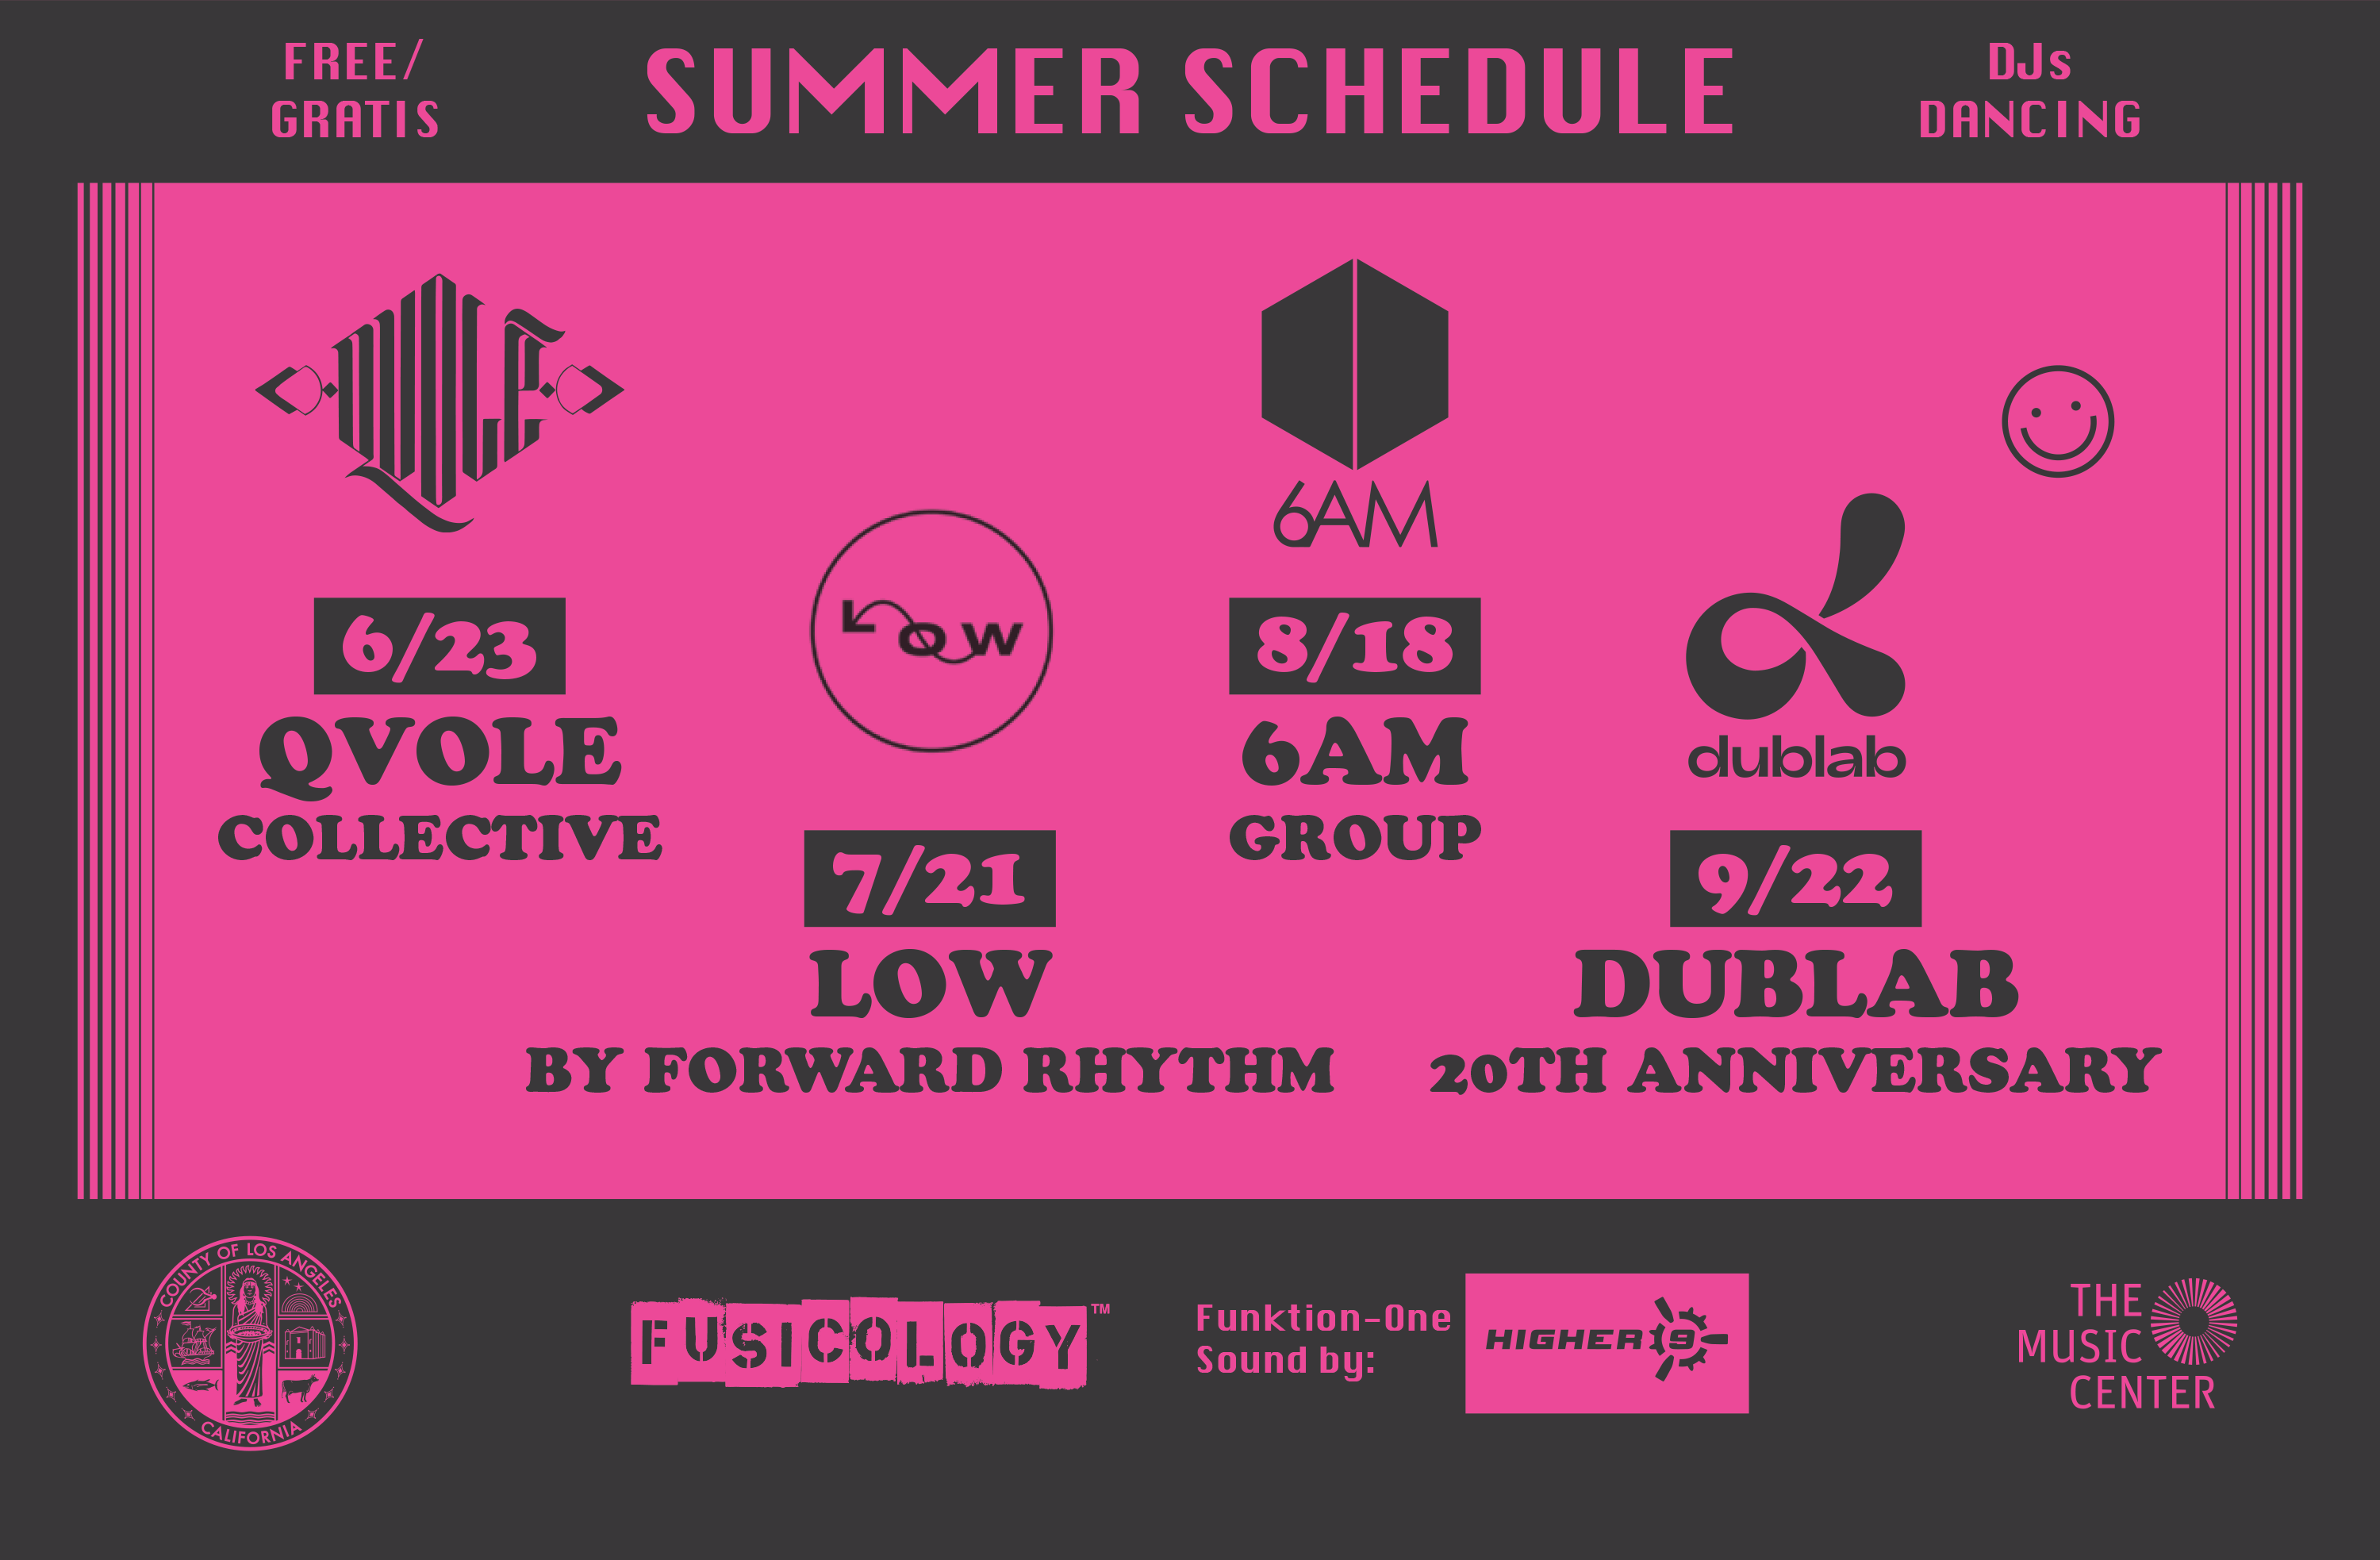 FREE/
GRATIS
SUMMER SCHEDULE
DJs
DANCING
QVOLE
6/23
QVOLE
COLLECTIVE
LOW
7/21
LOW
BY FORWARD RHYTHM
6AM
8/18
6AM
GROUP
dublab
9/22
DUBLAB
20TH ANNIVERSARY
COUNTY OF LOS ANGELES
CALIFORNIA
FUSICOLOGY™
Funktion-One
Sound by:
HIGHER 9
THE
MUSIC
CENTER